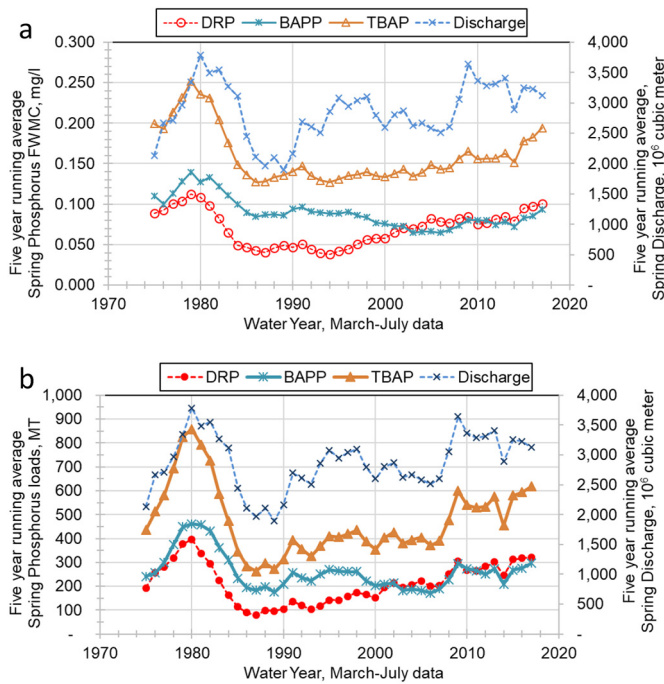 a
DRP BAPP TBAP Discharge
Five year running average
Spring Phosphorus FWMC, mg/l
0.300
0.250
0.200
0.150
0.100
0.050
0.000
4,000
3,500
3,000
2,500
2,000
1,500
1,000
500
-
Five year running average,
Spring Discharge, 10⁶ cubic meter
1970 1980 1990 2000 2010 2020
Water Year, March-July data
b
DRP BAPP TBAP Discharge
Five year running average
Spring Phosphorus loads, MT
1,000
900
800
700
600
500
400
300
200
100
-
4,000
3,500
3,000
2,500
2,000
1,500
1,000
500
-
Five year running average
Spring Discharge, 10⁶ cubic meter
1970 1980 1990 2000 2010 2020
Water Year, March-July data